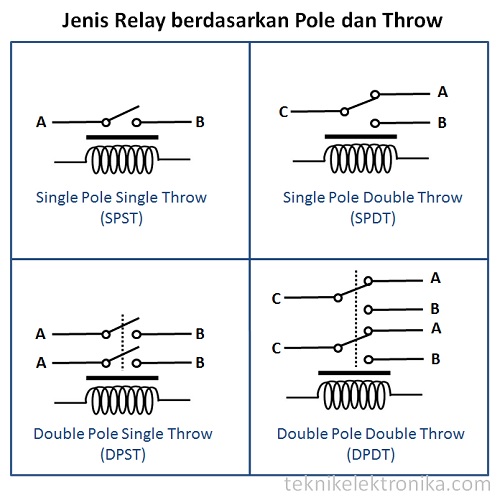 Jenis Relay berdasarkan Pole dan Throw
A B
Single Pole Single Throw
(SPST)
C A
B
Single Pole Double Throw
(SPDT)
A B
A B
Double Pole Single Throw
(DPST)
C A
B
C A
B
Double Pole Double Throw
(DPDT)
teknikelektronika.com